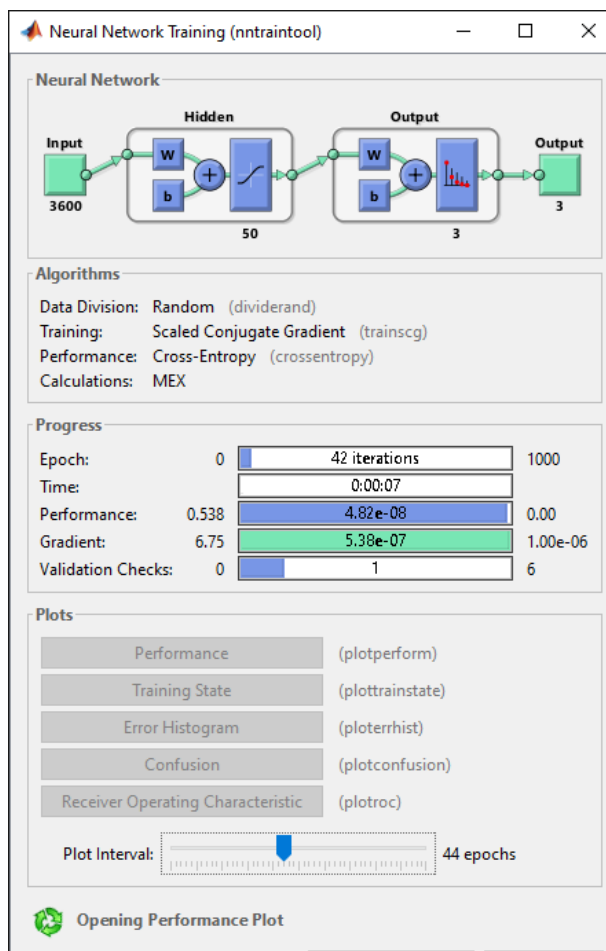 Neural Network Training (nntraintool)
Neural Network
Hidden Output
Input Output
W W
b b
+ +
3600 50 3 3
Algorithms
Data Division: Random (dividerand)
Training: Scaled Conjugate Gradient (trainscg)
Performance: Cross-Entropy (crossentropy)
Calculations: MEX
Progress
Epoch: 0 42 iterations 1000
Time: 0:00:07
Performance: 0.538 4.82e-08 0.00
Gradient: 6.75 5.38e-07 1.00e-06
Validation Checks: 0 1 6
Plots
Performance (plotperform)
Training State (plottrainstate)
Error Histogram (ploterrhist)
Confusion (plotconfusion)
Receiver Operating Characteristic (plotroc)
Plot Interval: 44 epochs
Opening Performance Plot